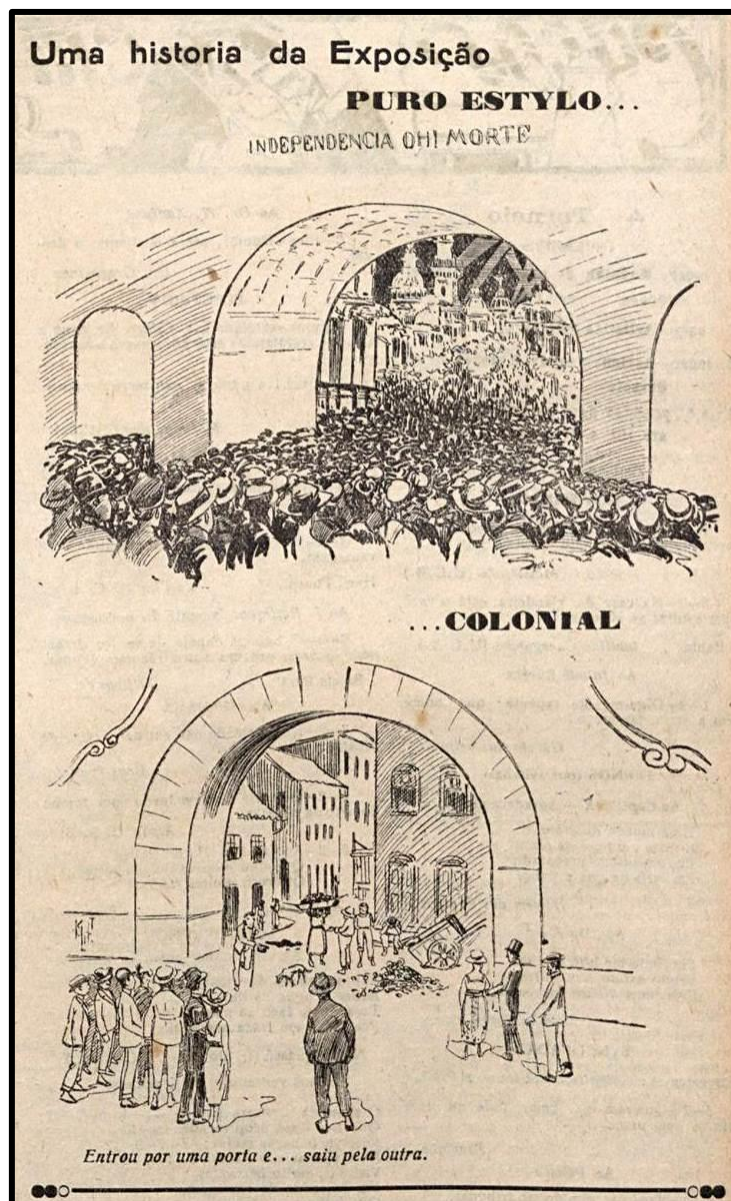 Uma historia da Exposição
PURO ESTYLO...
INDEPENDENCIA OH! MORTE
...COLONIAL
Entrou por uma porta e... saiu pela outra.